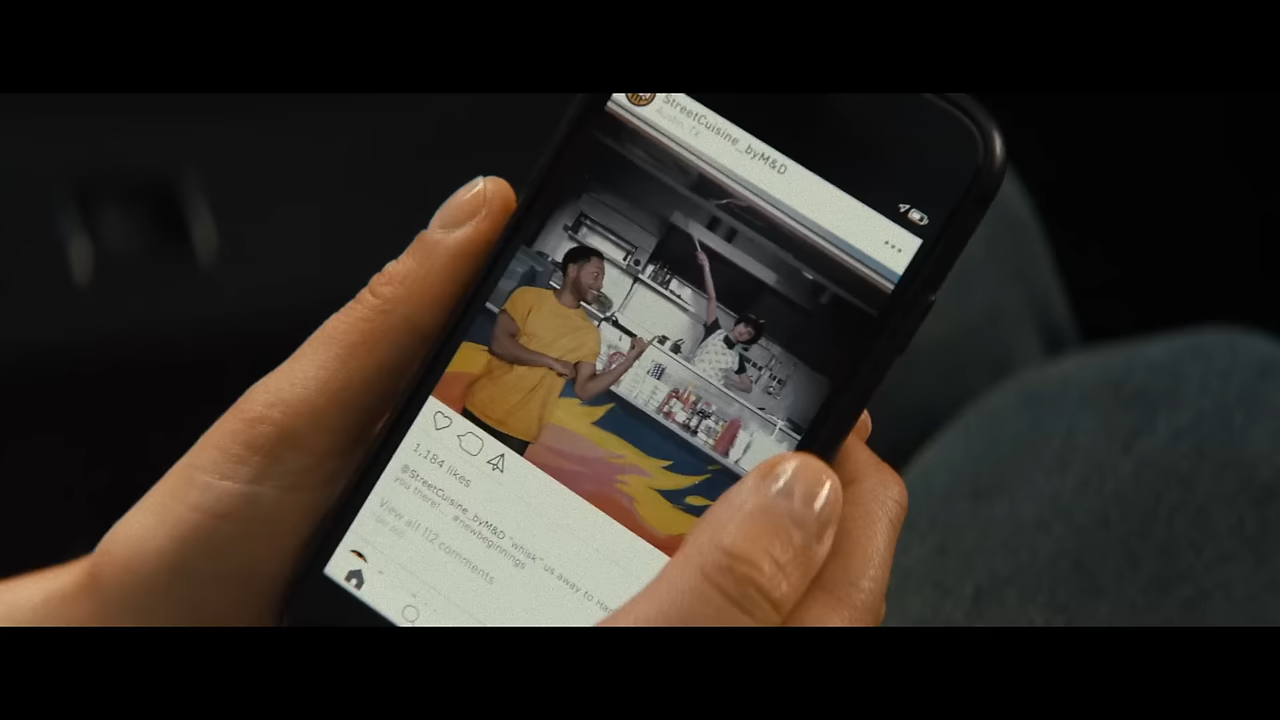 StreetCuisine_byM&D
Austin, TX
1,184 likes
@StreetCuisine_byM&D "whisk" us away to
you there!... #newbeginnings
View all 112 comments